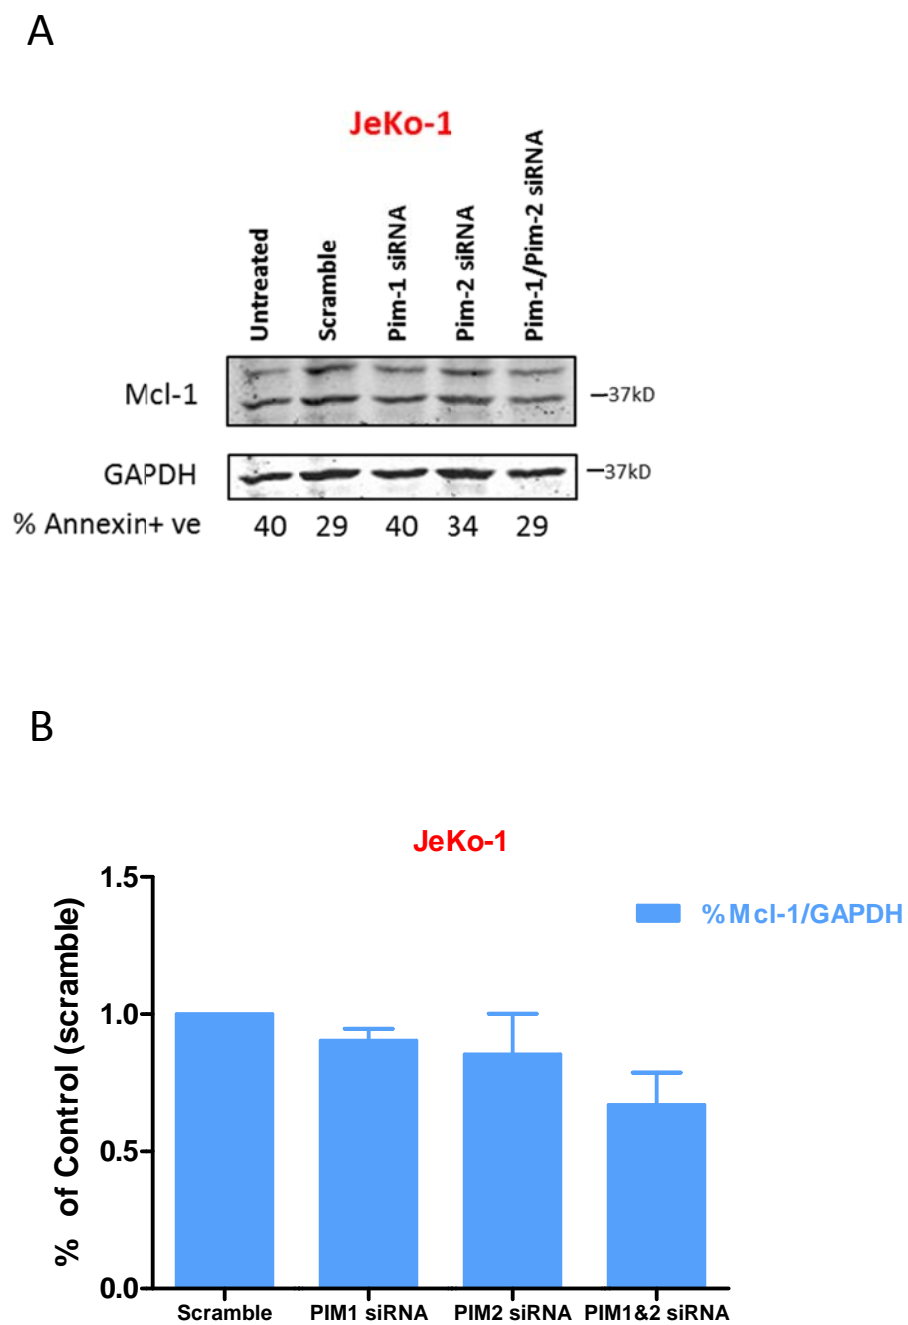 A
JeKo-1
Untreated
Scramble
Pim-1 siRNA
Pim-2 siRNA
Pim-1/Pim-2 siRNA
Mcl-1
37kD
GAPDH
37kD
% Annexin+ ve 40 29 40 34 29
B
JeKo-1
%Mcl-1/GAPDH
% of Control (scramble)
1.5
1.0
0.5
0.0
Scramble PIM1 siRNA PIM2 siRNA PIM1&2 siRNA